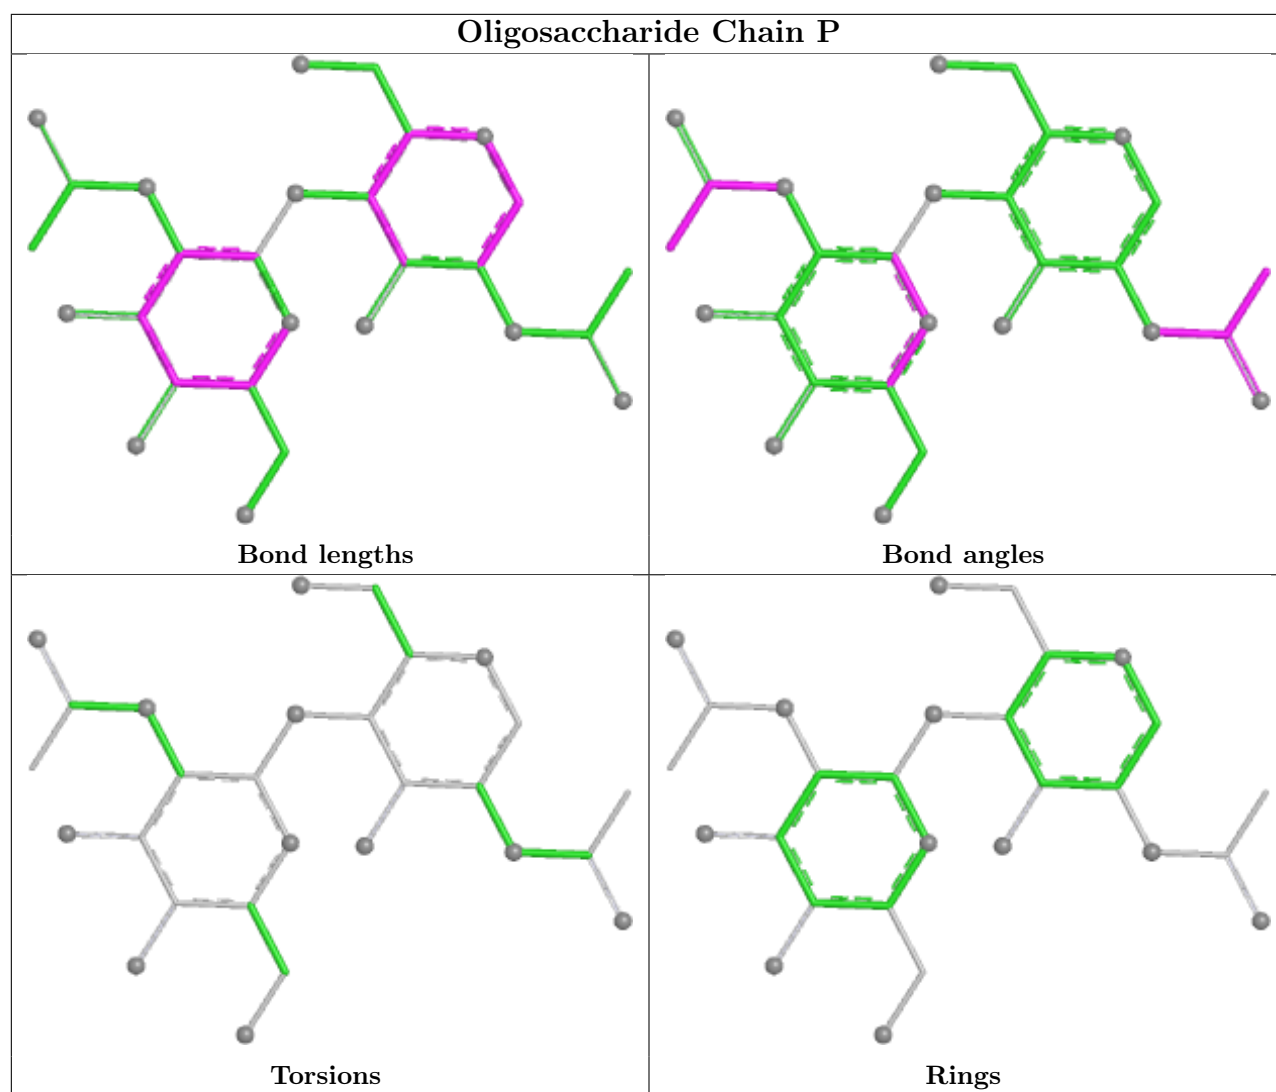 Oligosaccharide Chain P
Bond lengths
Bond angles
Torsions
Rings